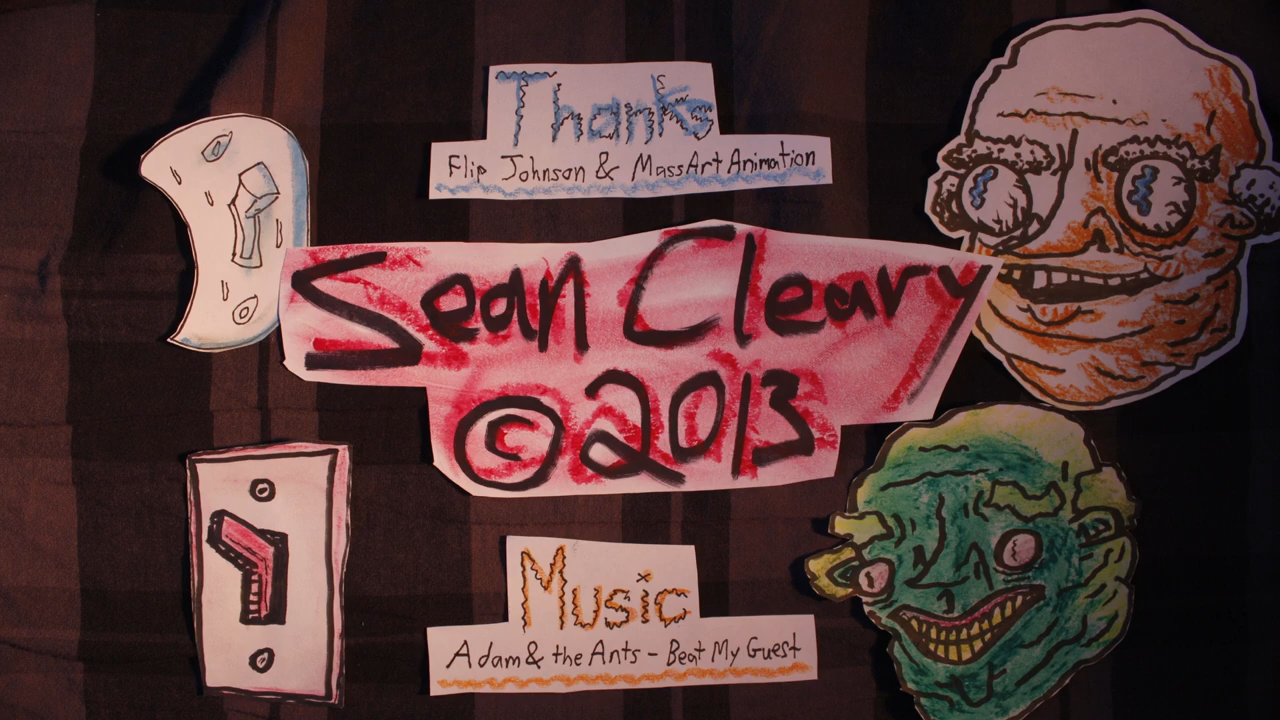 Thanks
Flip Johnson & MassArt Animation
Sean Cleary
©2013
Music
Adam & the Ants - Beat My Guest